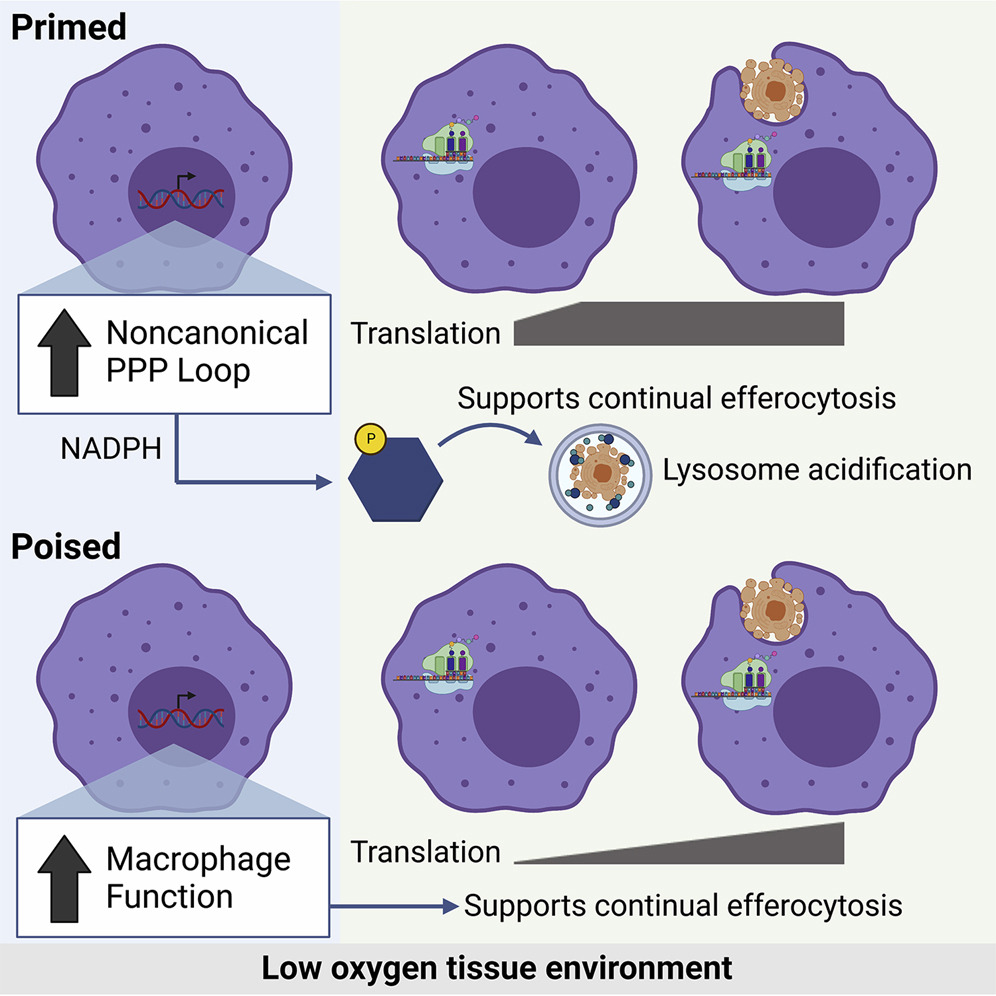 Primed
Noncanonical
PPP Loop
Translation
Supports continual efferocytosis
NADPH
P
Lysosome acidification
Poised
Macrophage
Function
Translation
Supports continual efferocytosis
Low oxygen tissue environment